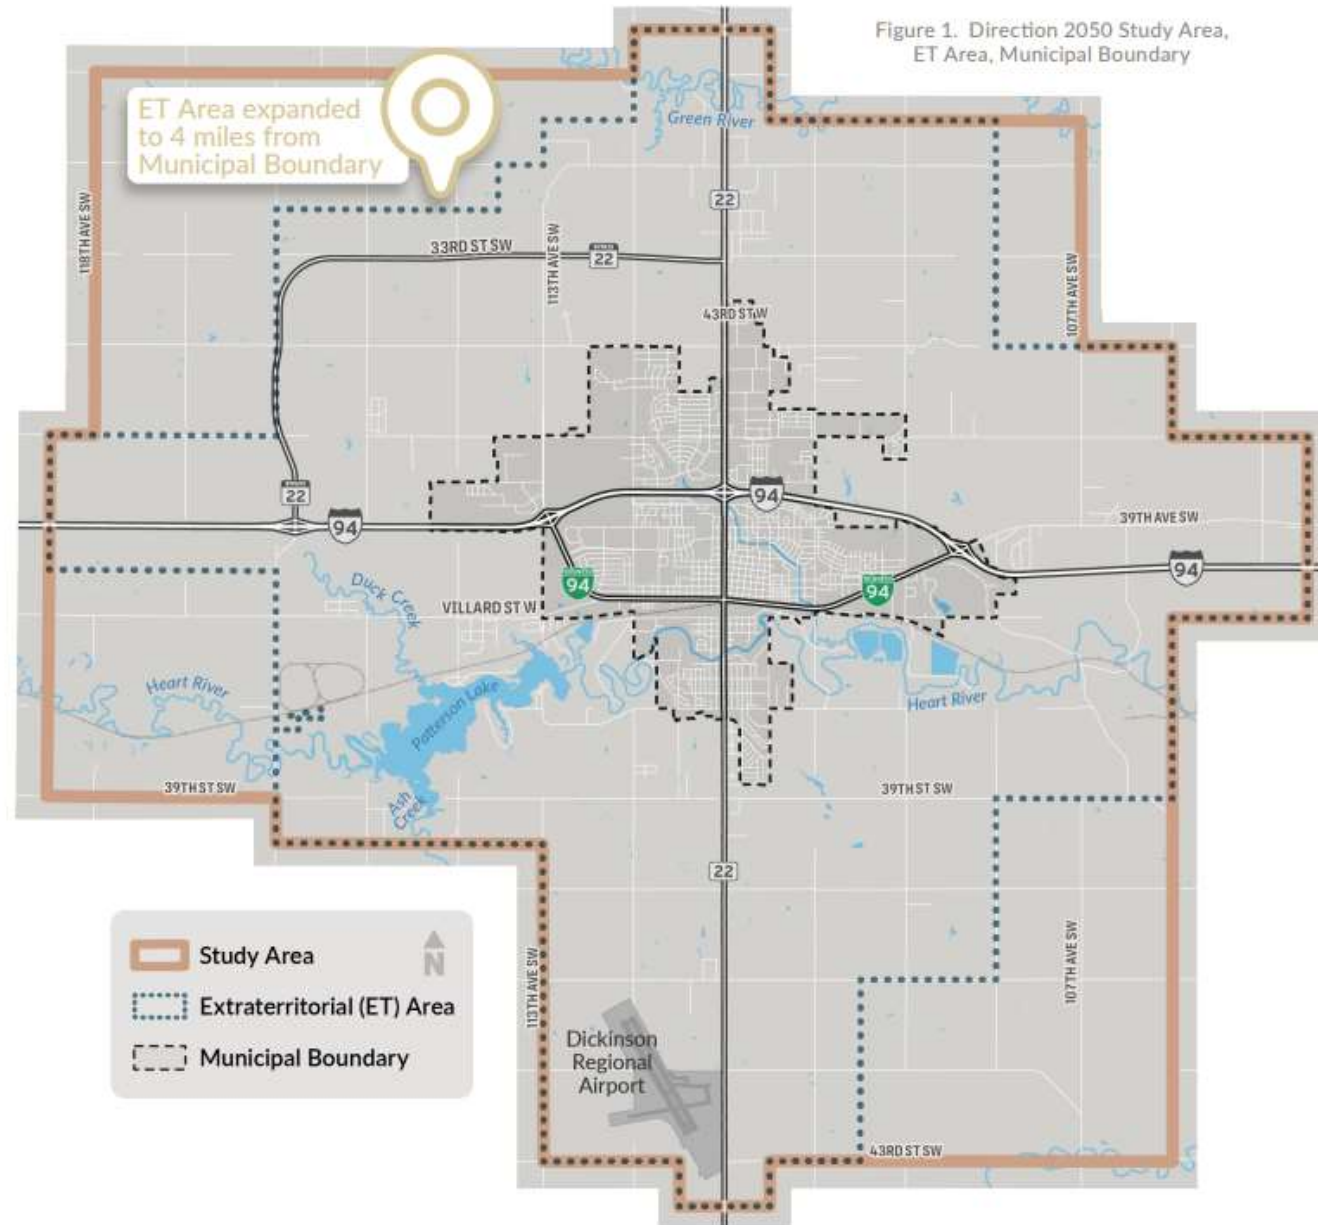 Figure 1. Direction 2050 Study Area,
ET Area, Municipal Boundary
ET Area expanded
to 4 miles from
Municipal Boundary
Green River
118TH AVE SW
22
33RD ST SW
22
113TH AVE SW
43RD ST W
107TH AVE SW
22
94
94
39TH AVE SW
94
Duck Creek
94
94
VILLARD ST W
Heart River
Patterson Lake
Heart River
39TH ST SW
Ash
Creek
39TH ST SW
22
Study Area
N
Extraterritorial (ET) Area
Municipal Boundary
113TH AVE SW
107TH AVE SW
Dickinson
Regional
Airport
43RD ST SW